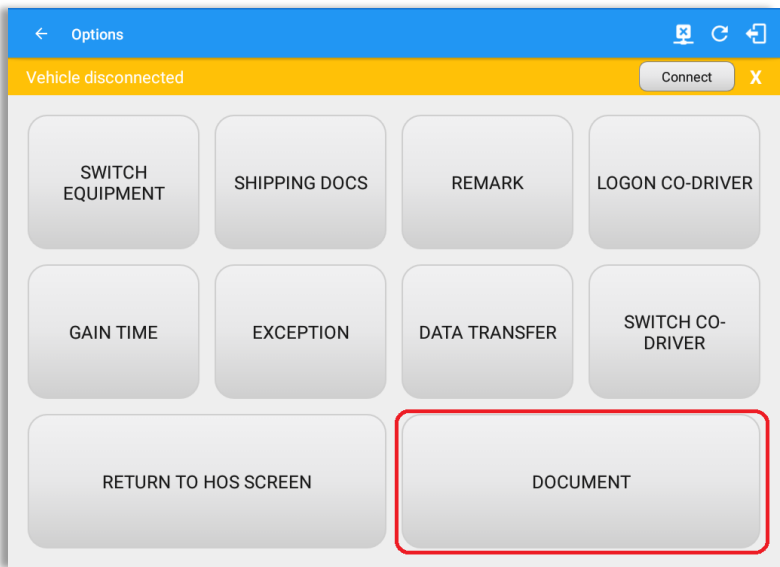 Options
Vehicle disconnected
Connect
X
SWITCH
EQUIPMENT
SHIPPING DOCS
REMARK
LOGON CO-DRIVER
GAIN TIME
EXCEPTION
DATA TRANSFER
SWITCH CO-
DRIVER
RETURN TO HOS SCREEN
DOCUMENT